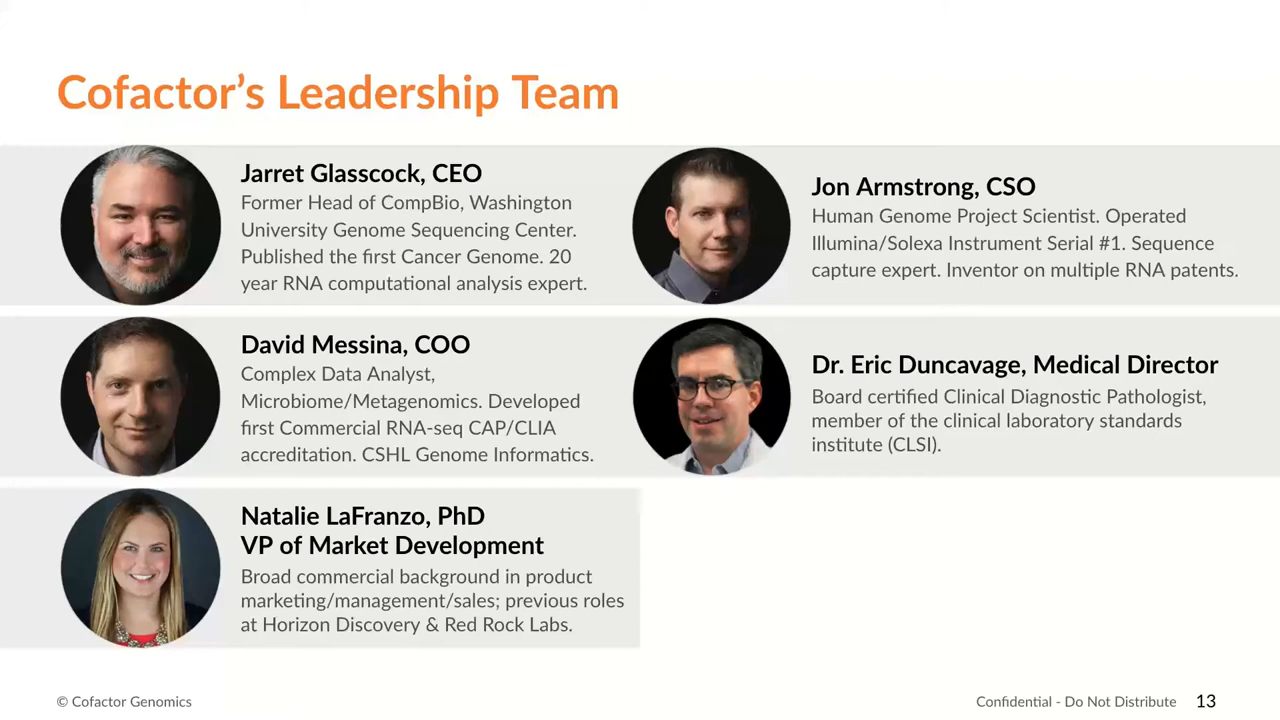 Cofactor’s Leadership Team
Jarret Glasscock, CEO
Former Head of CompBio, Washington
University Genome Sequencing Center.
Published the first Cancer Genome. 20
year RNA computational analysis expert.
Jon Armstrong, CSO
Human Genome Project Scientist. Operated
Illumina/Solexa Instrument Serial #1. Sequence
capture expert. Inventor on multiple RNA patents.
David Messina, COO
Complex Data Analyst,
Microbiome/Metagenomics. Developed
first Commercial RNA-seq CAP/CLIA
accreditation. CSHL Genome Informatics.
Dr. Eric Duncavage, Medical Director
Board certified Clinical Diagnostic Pathologist,
member of the clinical laboratory standards
institute (CLSI).
Natalie LaFranzo, PhD
VP of Market Development
Broad commercial background in product
marketing/management/sales; previous roles
at Horizon Discovery & Red Rock Labs.
© Cofactor Genomics
Confidential - Do Not Distribute 13